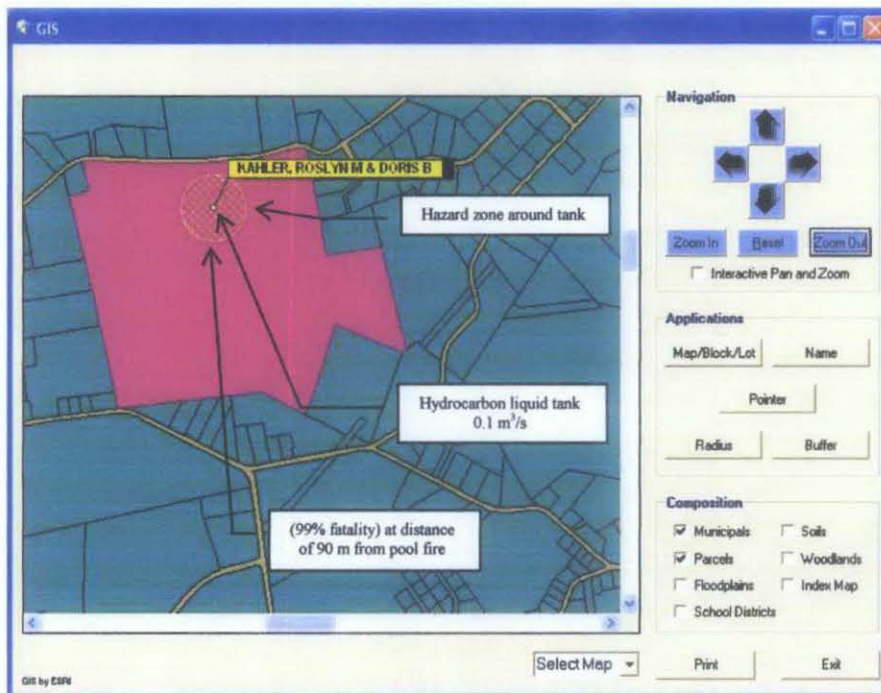 GIS
KAHLER, ROSLYN M & DORIS B
Hazard zone around tank
Hydrocarbon liquid tank
0.1 m³/s
(99% fatality) at distance
of 90 m from pool fire
Navigation
Zoom In
Reset
Zoom Out
Interactive Pan and Zoom
Applications
Map/Block/Lot
Name
Pointer
Radius
Buffer
Composition
Municipals
Soils
Parcels
Woodlands
Floodplains
Index Map
School Districts
Select Map
Print
Exit
GIS by ESRI